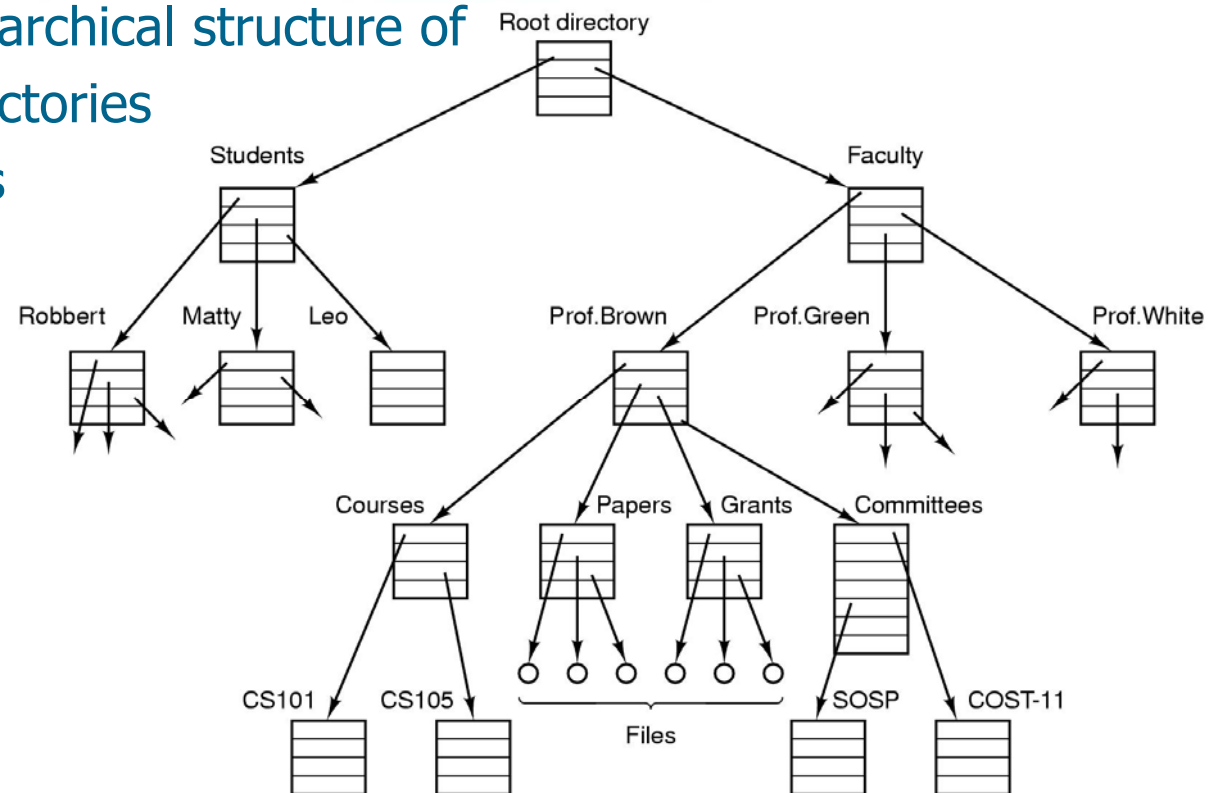 archical structure of
Root directory
ctories
Students
Faculty
s
Robbert
Matty
Leo
Prof.Brown
Prof.Green
Prof.White
Courses
Papers
Grants
Committees
CS101
CS105
SOSP
COST-11
Files